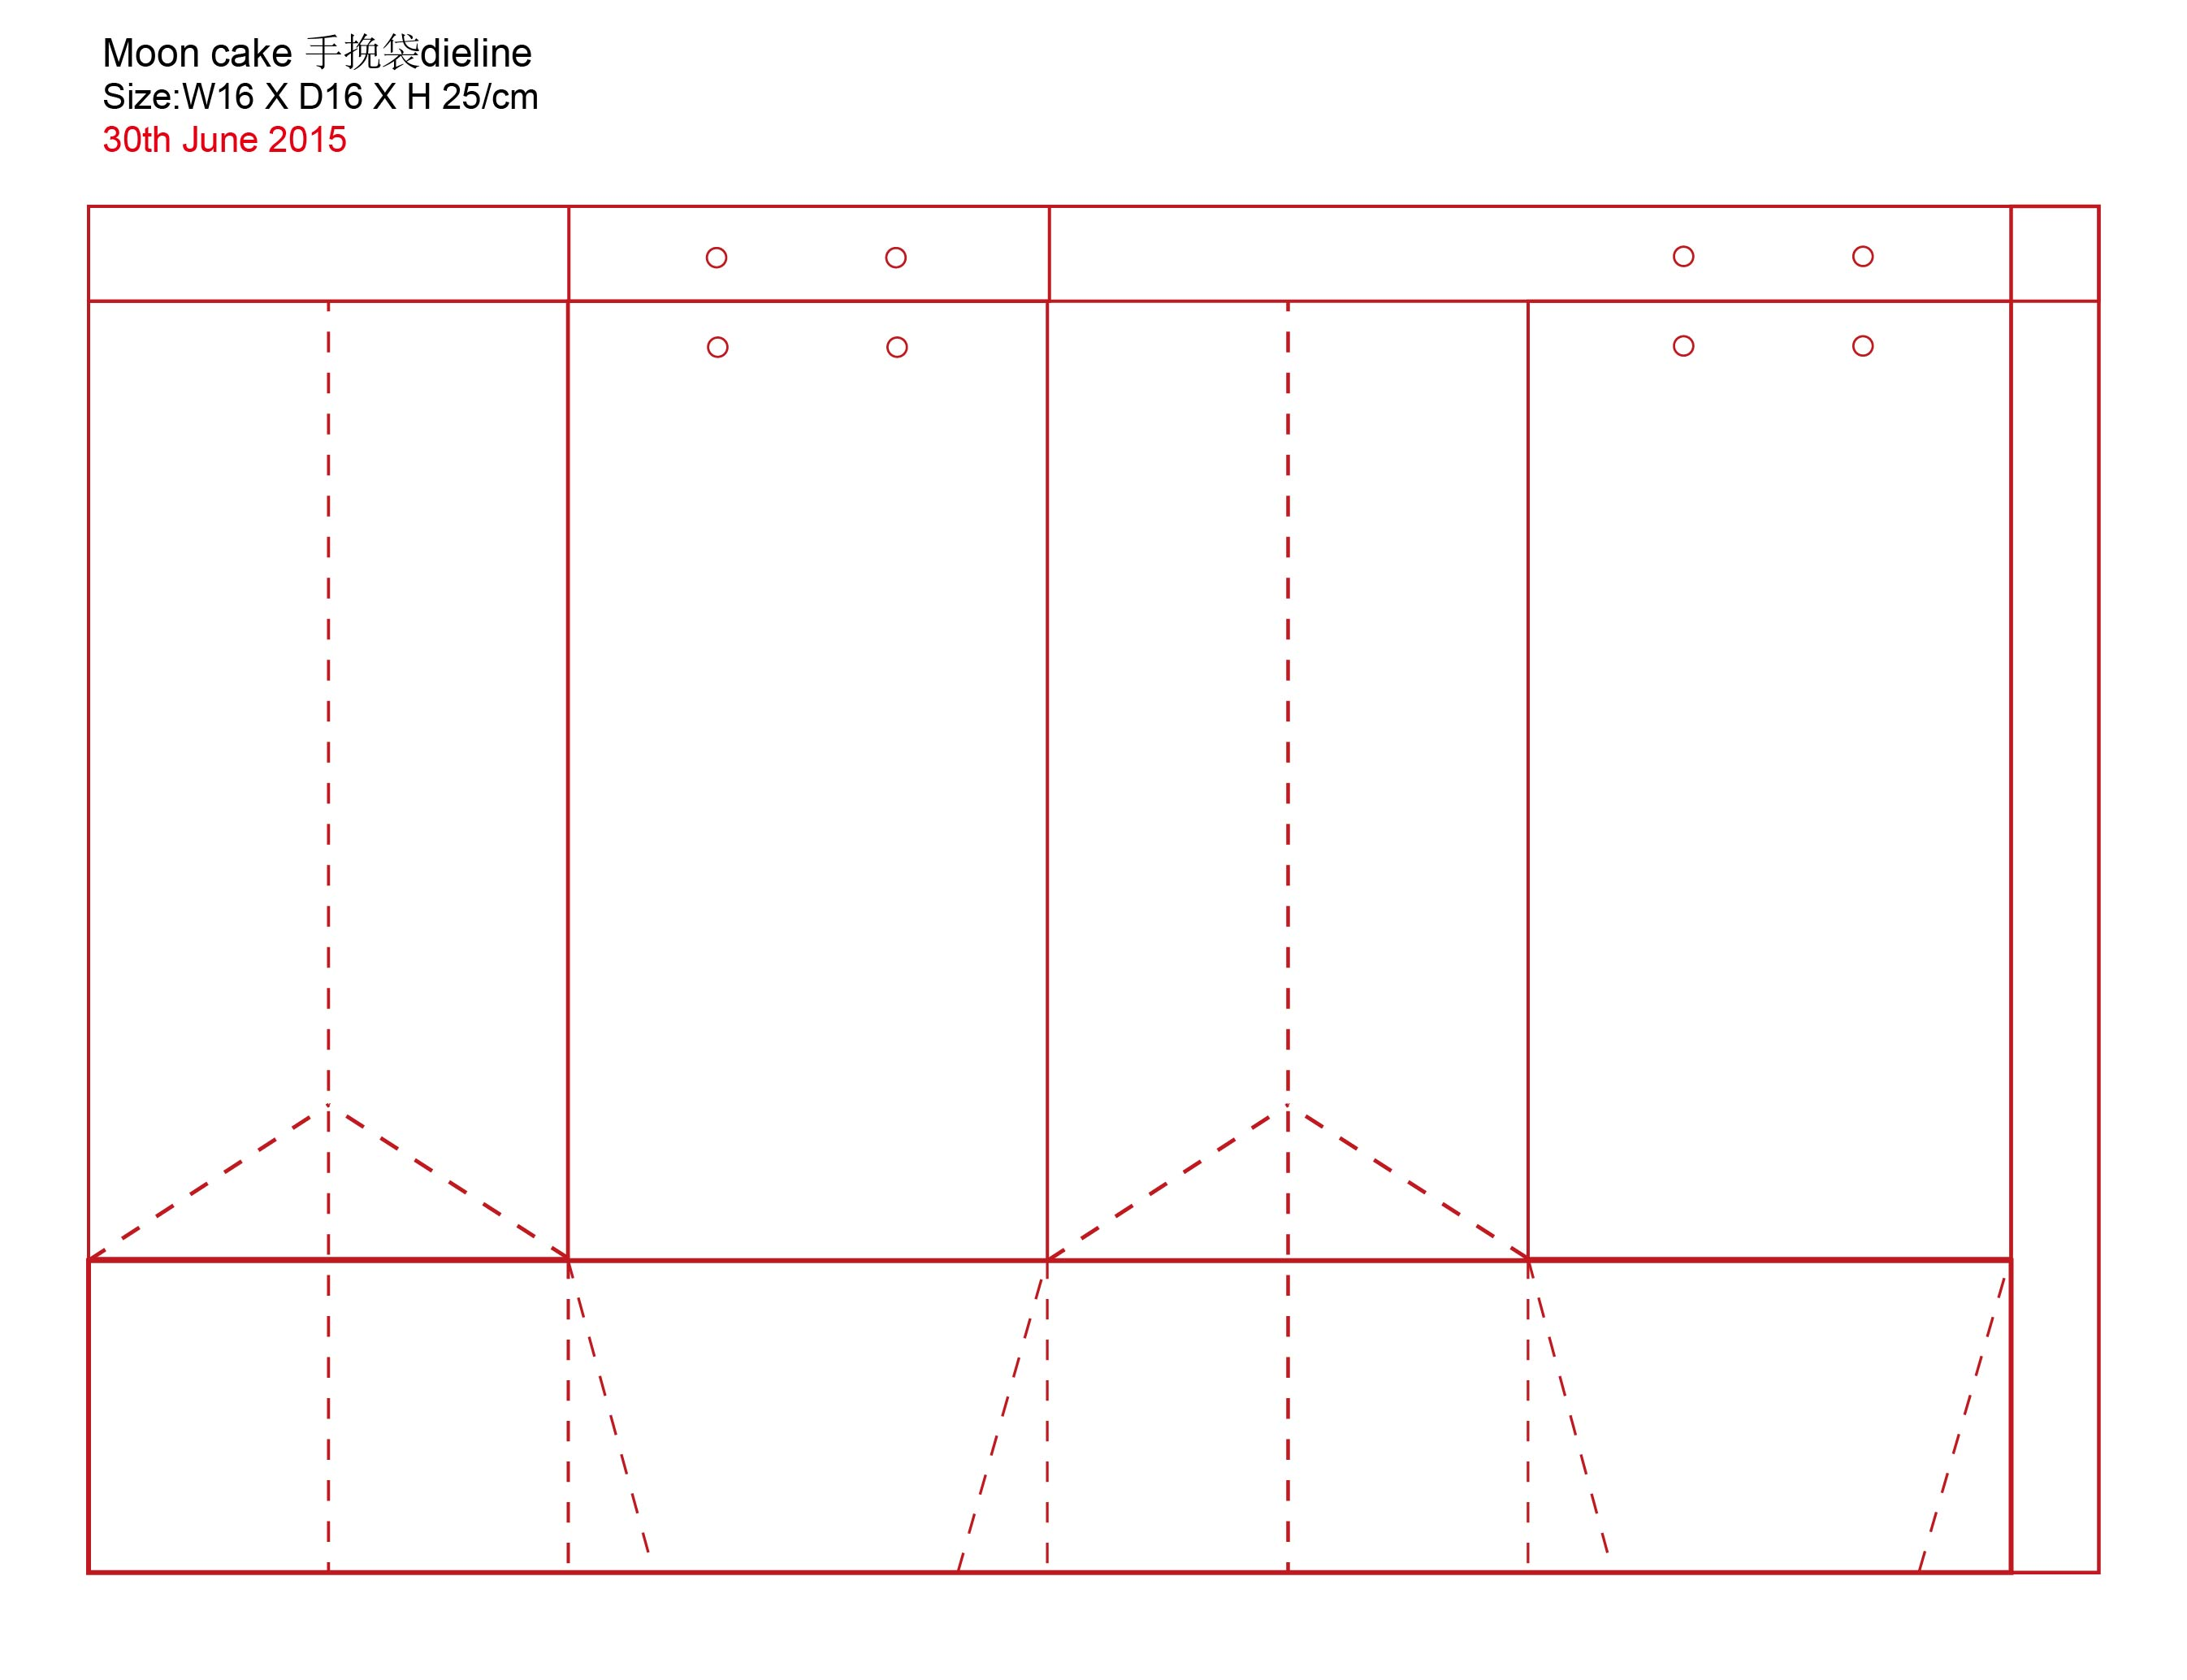 Moon cake 手挽袋dieline
Size:W16 X D16 X H 25/cm
30th June 2015